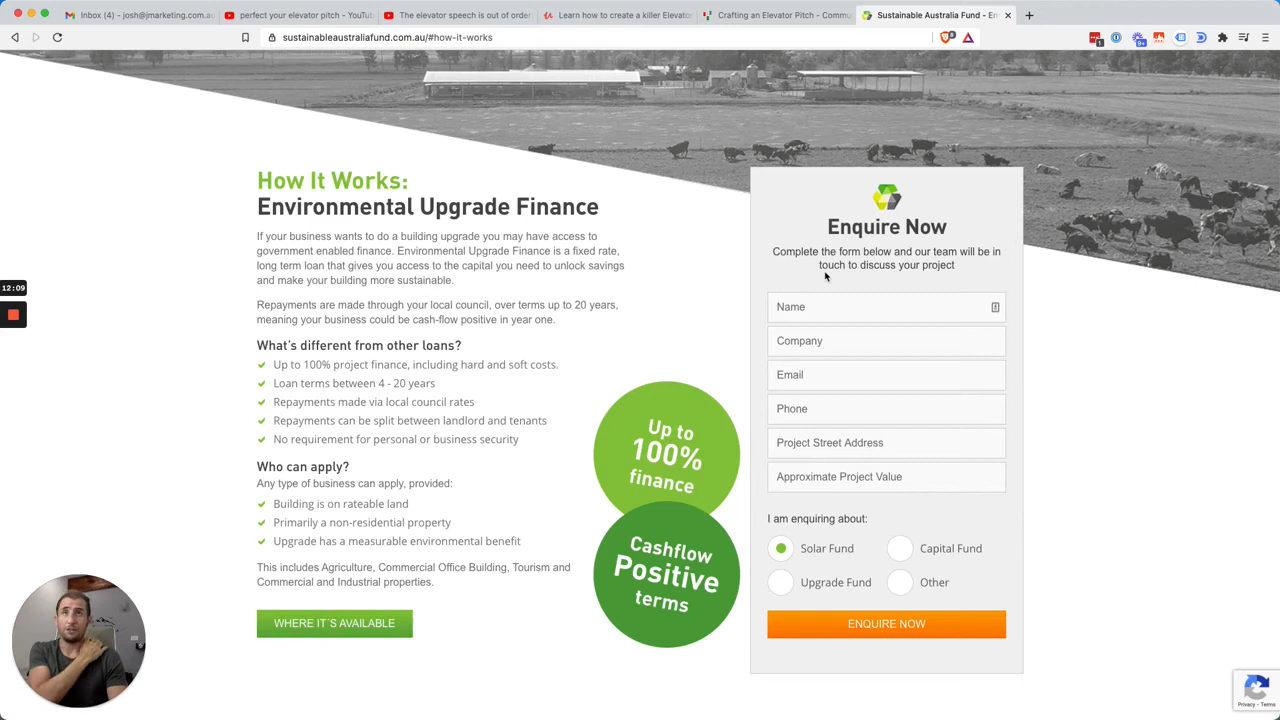 Inbox (4) - josh@jmarketing.com.au
perfect your elevator pitch - YouTu
The elevator speech is out of order
Learn how to create a killer Elevator
Crafting an Elevator Pitch - Commu
Sustainable Australia Fund - En
sustainableaustraliafund.com.au/#how-it-works
How It Works:
Environmental Upgrade Finance
If your business wants to do a building upgrade you may have access to
government enabled finance. Environmental Upgrade Finance is a fixed rate,
long term loan that gives you access to the capital you need to unlock savings
and make your building more sustainable.
Repayments are made through your local council, over terms up to 20 years,
meaning your business could be cash-flow positive in year one.
What's different from other loans?
Up to 100% project finance, including hard and soft costs.
Loan terms between 4 - 20 years
Repayments made via local council rates
Repayments can be split between landlord and tenants
No requirement for personal or business security
Who can apply?
Any type of business can apply, provided:
Building is on rateable land
Primarily a non-residential property
Upgrade has a measurable environmental benefit
This includes Agriculture, Commercial Office Building, Tourism and
Commercial and Industrial properties.
WHERE IT´S AVAILABLE
Up to
100%
finance
Cashflow
Positive
terms
Enquire Now
Complete the form below and our team will be in
touch to discuss your project
Name
Company
Email
Phone
Project Street Address
Approximate Project Value
I am enquiring about:
Solar Fund
Capital Fund
Upgrade Fund
Other
ENQUIRE NOW
12:09
Privacy - Terms